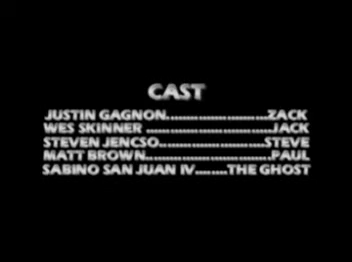 CAST
JUSTIN GAGNON........................ZACK
WES SKINNER ..............................JACK
STEVEN JENCSO.........................STEVE
MATT BROWN..............................PAUL
SABINO SAN JUAN IV........THE GHOST